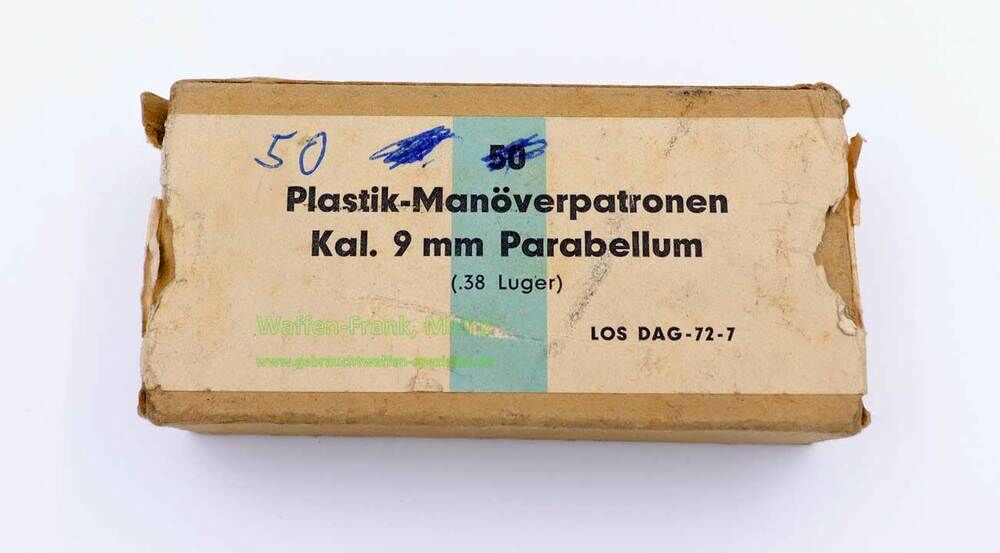 50 50
Plastik-Manöverpatronen
Kal. 9 mm Parabellum
(.38 Luger)
Waffen-Frank,
LOS DAG-72-7